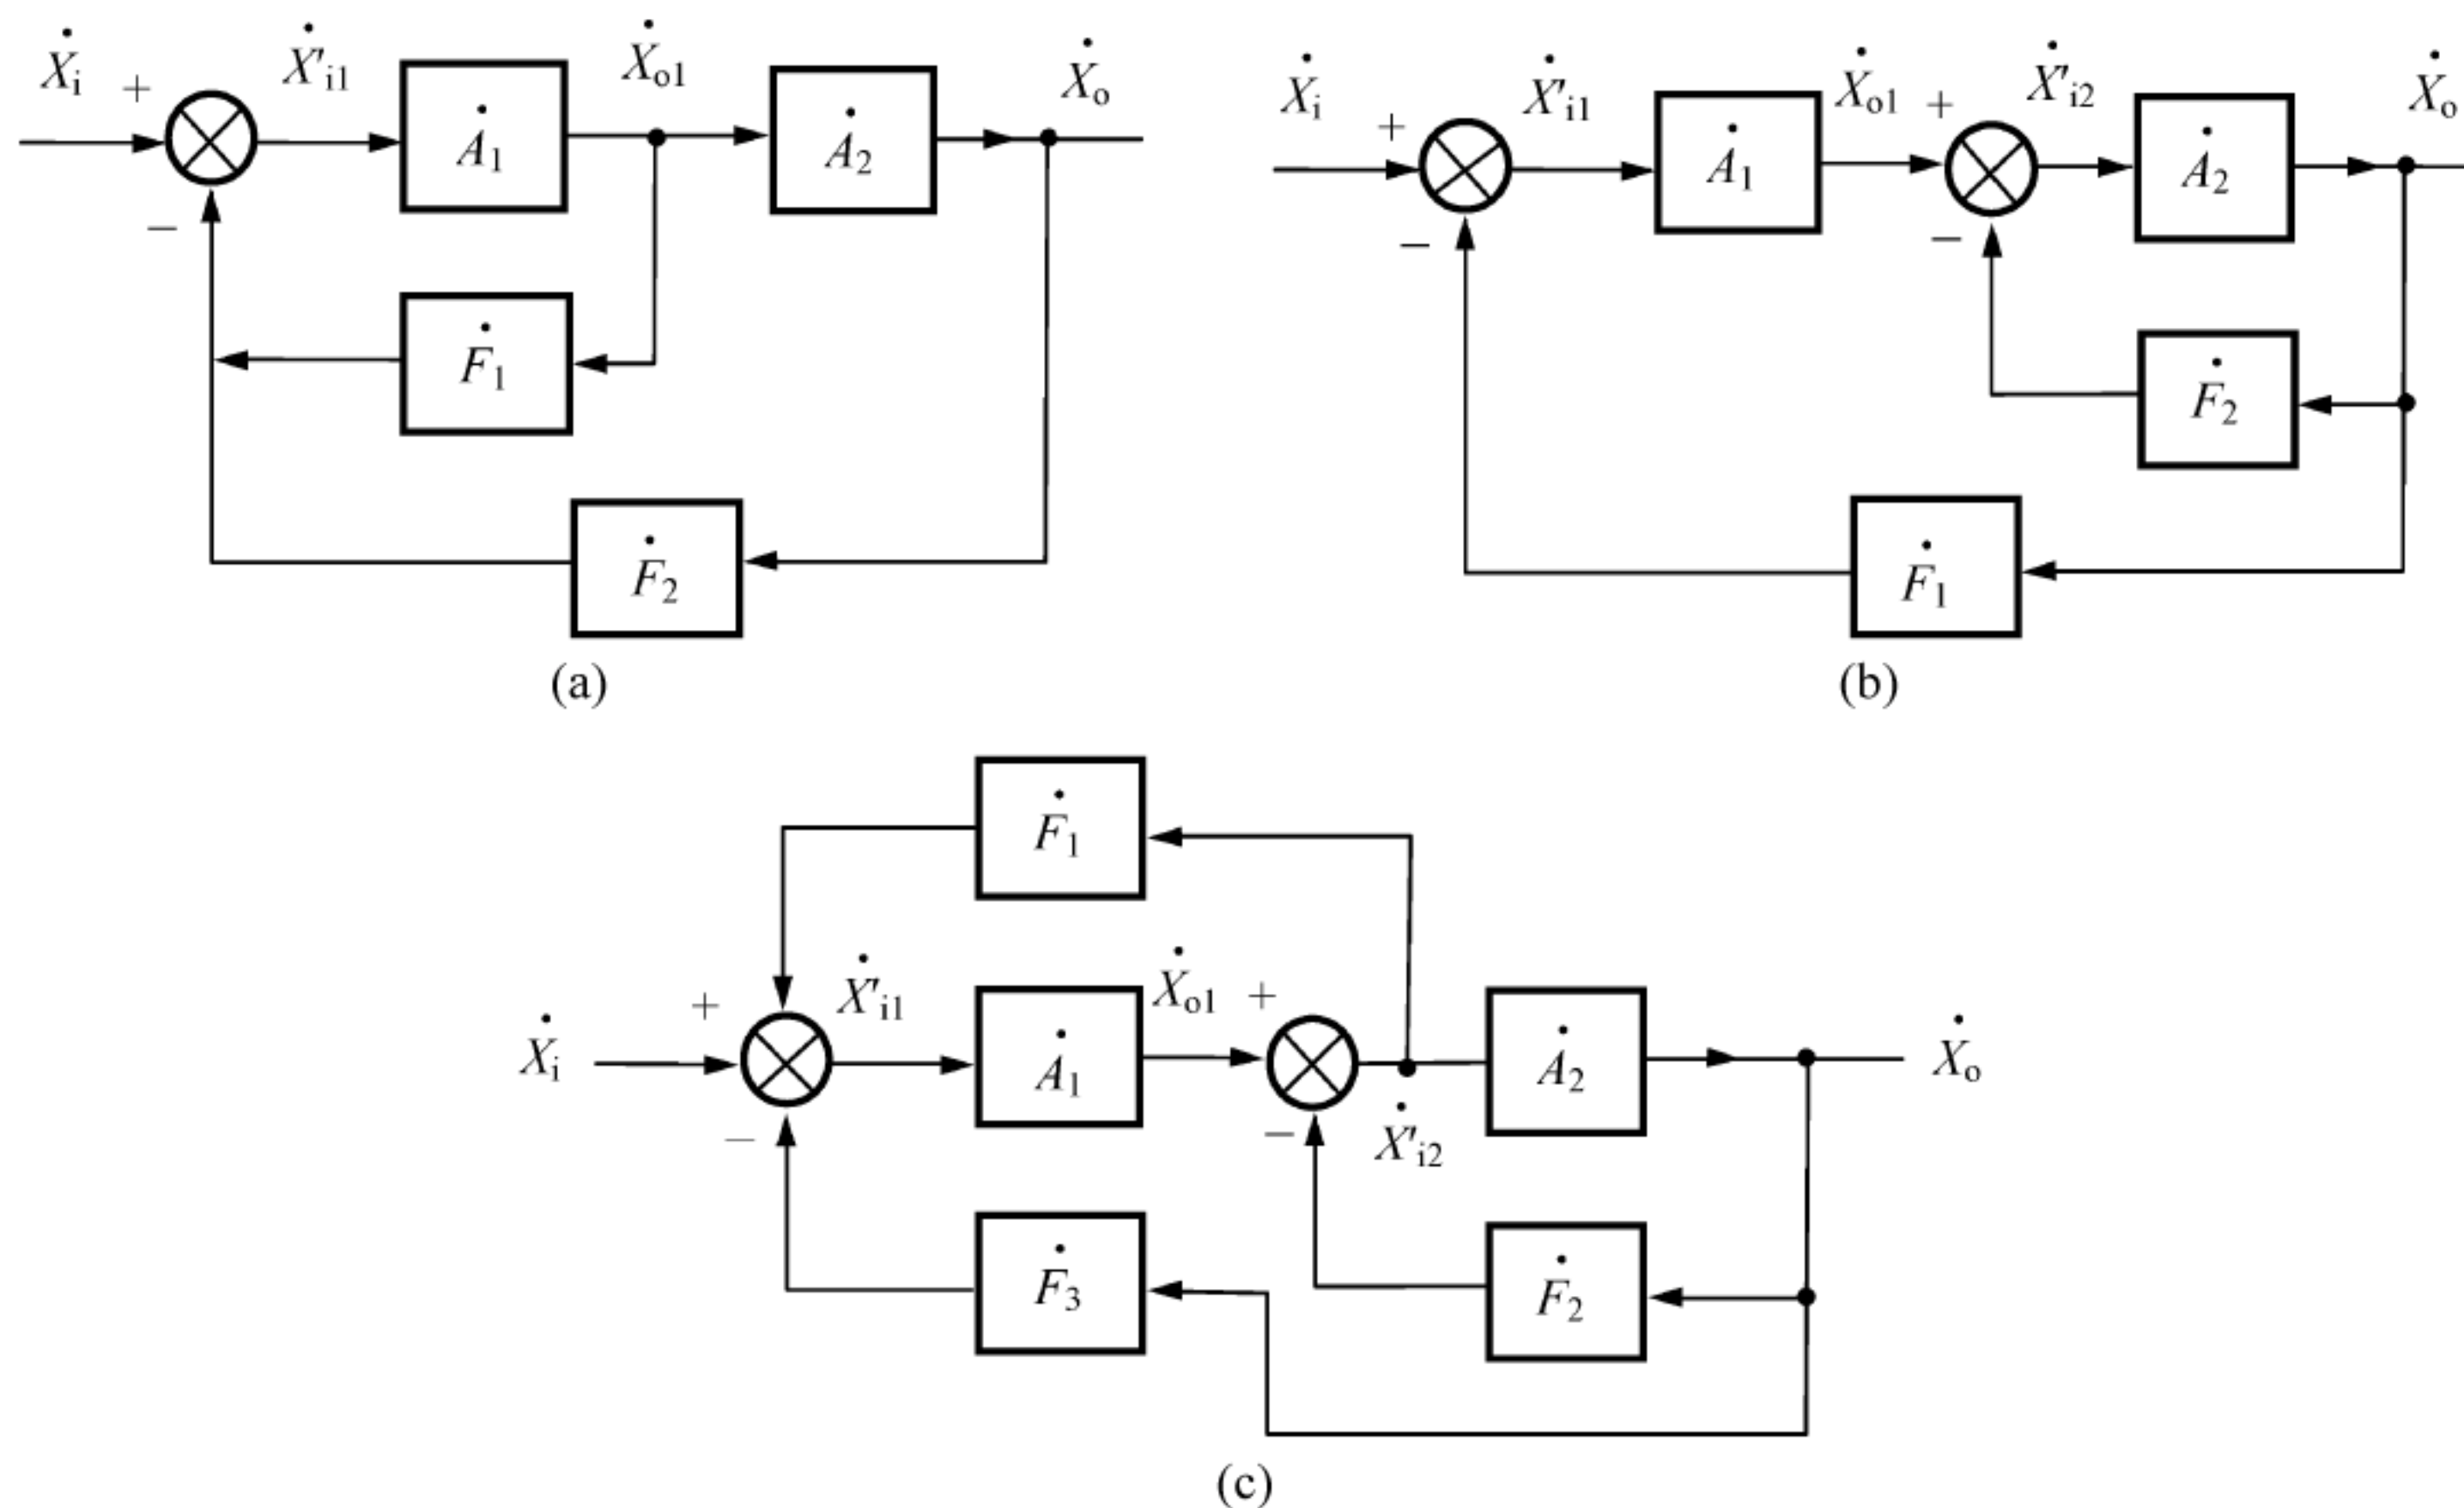 Ẋi + Ẋ′i1 Ȧ1 Ẋo1 Ȧ2 Ẋo
−
Ḟ1
Ḟ2
(a)
Ẋi + Ẋ′i1 Ȧ1 Ẋo1 + Ẋ′i2 Ȧ2 Ẋo
− −
Ḟ2
Ḟ1
(b)
Ḟ1
Ẋi + Ẋ′i1 Ȧ1 Ẋo1 + Ȧ2 Ẋo
− − Ẋ′i2
Ḟ3 Ḟ2
(c)